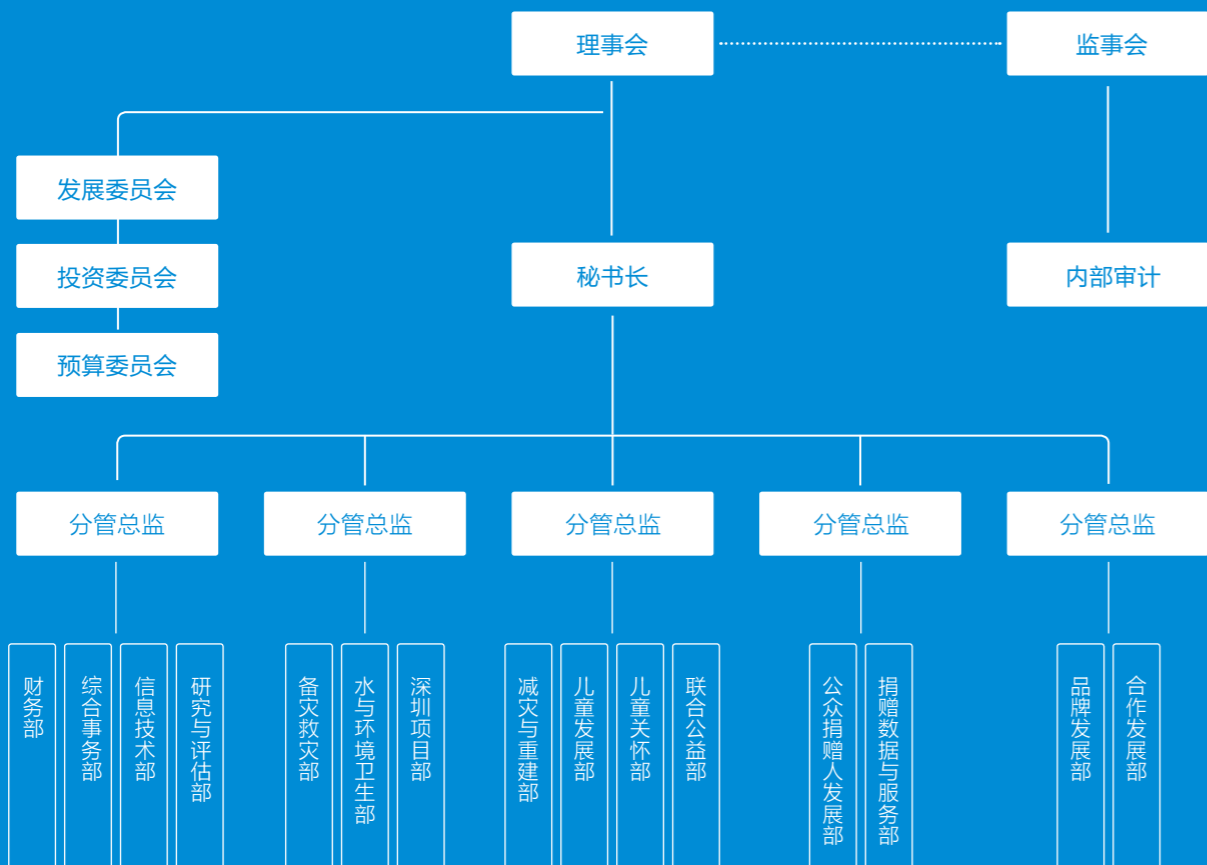 理事会
监事会
发展委员会
投资委员会
预算委员会
秘书长
内部审计
分管总监
分管总监
分管总监
分管总监
分管总监
财务部
综合事务部
信息技术部
研究与评估部
备灾救灾部
水与环境卫生部
深圳项目部
减灾与重建部
儿童发展部
儿童关怀部
联合公益部
公众捐赠人发展部
捐赠数据与服务部
品牌发展部
合作发展部